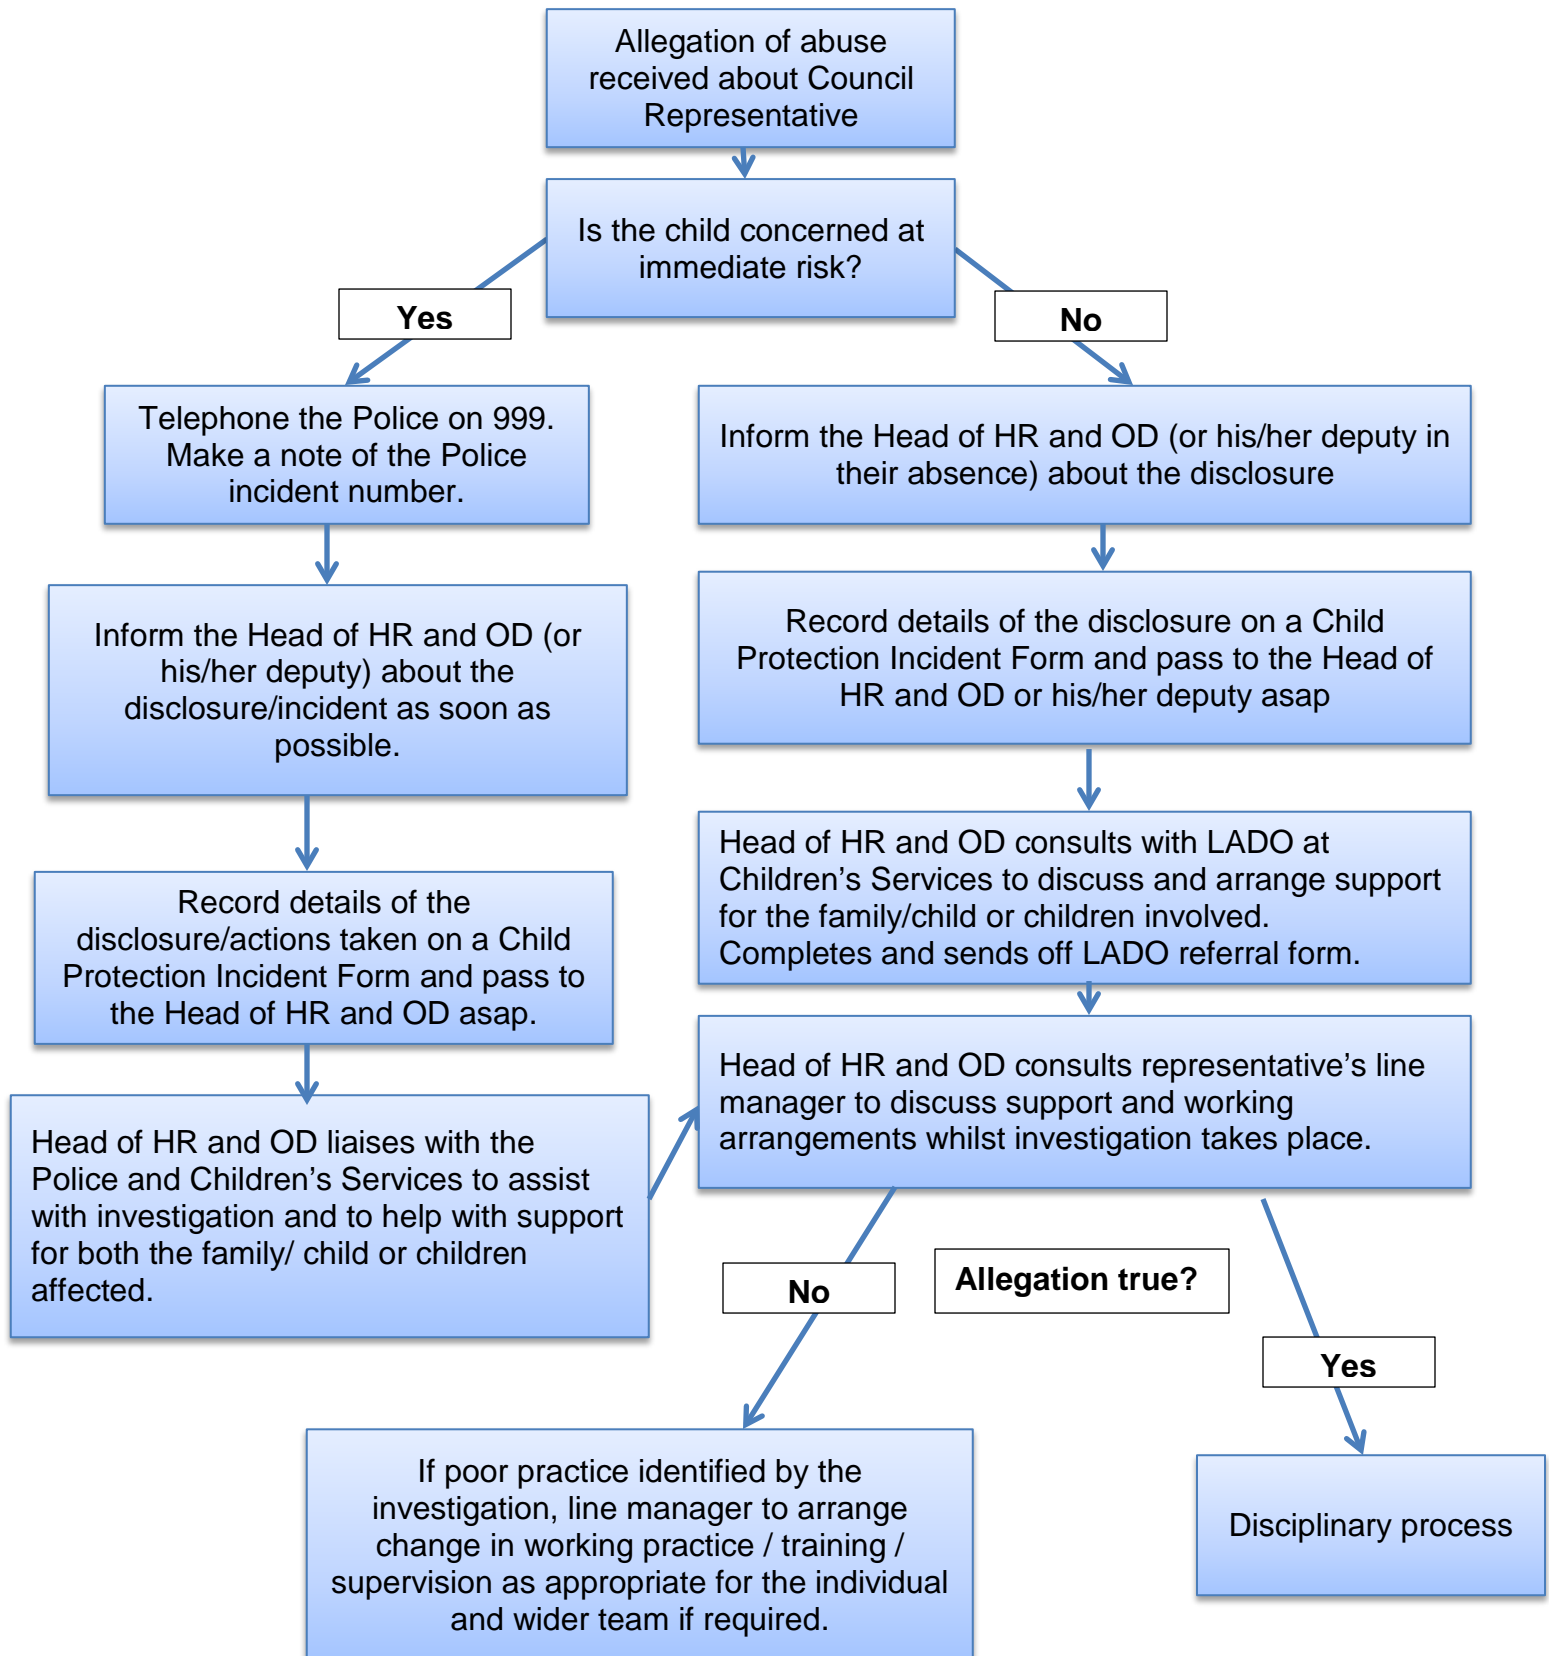 Allegation of abuse
received about Council
Representative
Is the child concerned at
immediate risk?
Yes
No
Telephone the Police on 999.
Make a note of the Police
incident number.
Inform the Head of HR and OD (or his/her deputy in
their absence) about the disclosure
Inform the Head of HR and OD (or
his/her deputy) about the
disclosure/incident as soon as
possible.
Record details of the disclosure on a Child
Protection Incident Form and pass to the Head of
HR and OD or his/her deputy asap
Record details of the
disclosure/actions taken on a Child
Protection Incident Form and pass to
the Head of HR and OD asap.
Head of HR and OD consults with LADO at
Children’s Services to discuss and arrange support
for the family/child or children involved.
Completes and sends off LADO referral form.
Head of HR and OD liaises with the
Police and Children’s Services to assist
with investigation and to help with support
for both the family/ child or children
affected.
Head of HR and OD consults representative’s line
manager to discuss support and working
arrangements whilst investigation takes place.
No
Allegation true?
Yes
If poor practice identified by the
investigation, line manager to arrange
change in working practice / training /
supervision as appropriate for the individual
and wider team if required.
Disciplinary process